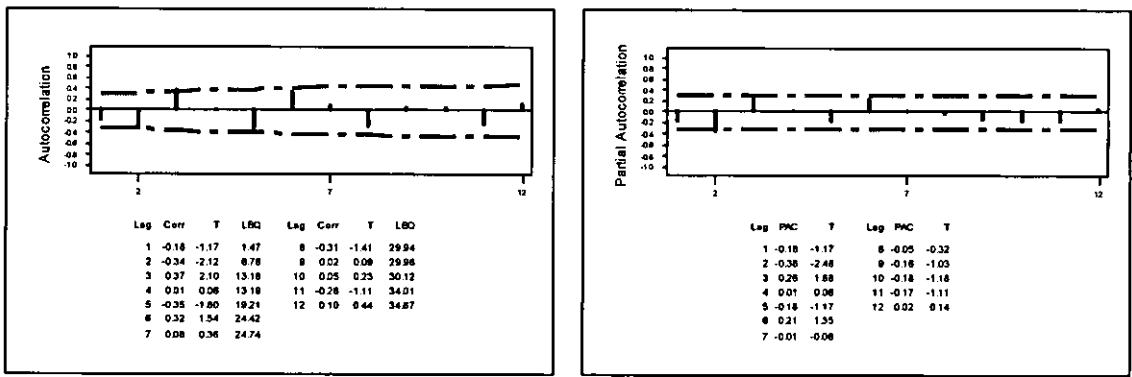 Autocorrelation
1.0
0.8
0.6
0.4
0.2
0.0
-0.2
-0.4
-0.6
-0.8
-1.0
2 7 12
Lag Corr T LBQ Lag Corr T LBQ
1 -0.18 -1.17 1.47 8 -0.31 -1.41 29.94
2 -0.34 -2.12 6.76 9 0.02 0.09 29.96
3 0.37 2.10 13.18 10 0.05 0.23 30.12
4 0.01 0.06 13.19 11 -0.26 -1.11 34.01
5 -0.35 -1.80 19.21 12 0.10 0.44 34.67
6 0.32 1.54 24.42
7 0.08 0.36 24.74
Partial Autocorrelation
1.0
0.8
0.6
0.4
0.2
0.0
-0.2
-0.4
-0.6
-0.8
-1.0
2 7 12
Lag PAC T Lag PAC T
1 -0.18 -1.17 8 -0.05 -0.32
2 -0.38 -2.48 9 -0.16 -1.03
3 0.26 1.68 10 -0.18 -1.18
4 0.01 0.06 11 -0.17 -1.11
5 -0.18 -1.17 12 0.02 0.14
6 0.21 1.35
7 -0.01 -0.06